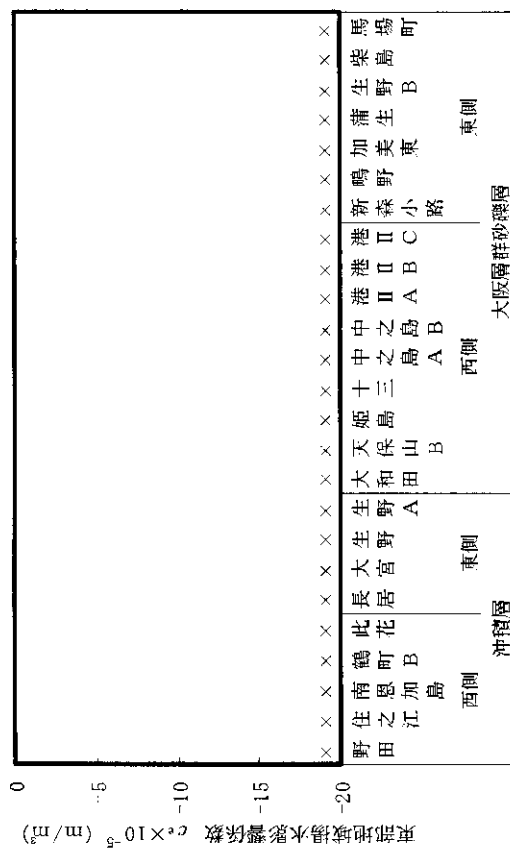 東部地域揚水影響係数 ce×10⁻⁵ (m/m³)
0
-5
-10
-15
-20
野田
住之江
南恩加島
鶴町B
此花
長居
大宮
生野
生野A
大和田
天保山B
姫島
十三
中之島A
中之島B
港ⅡA
港ⅡB
港ⅡC
新森小路
鴫野
加美東
蒲生
生野B
柴島
馬場町
西側
東側
西側
東側
沖積層
大阪層群砂礫層